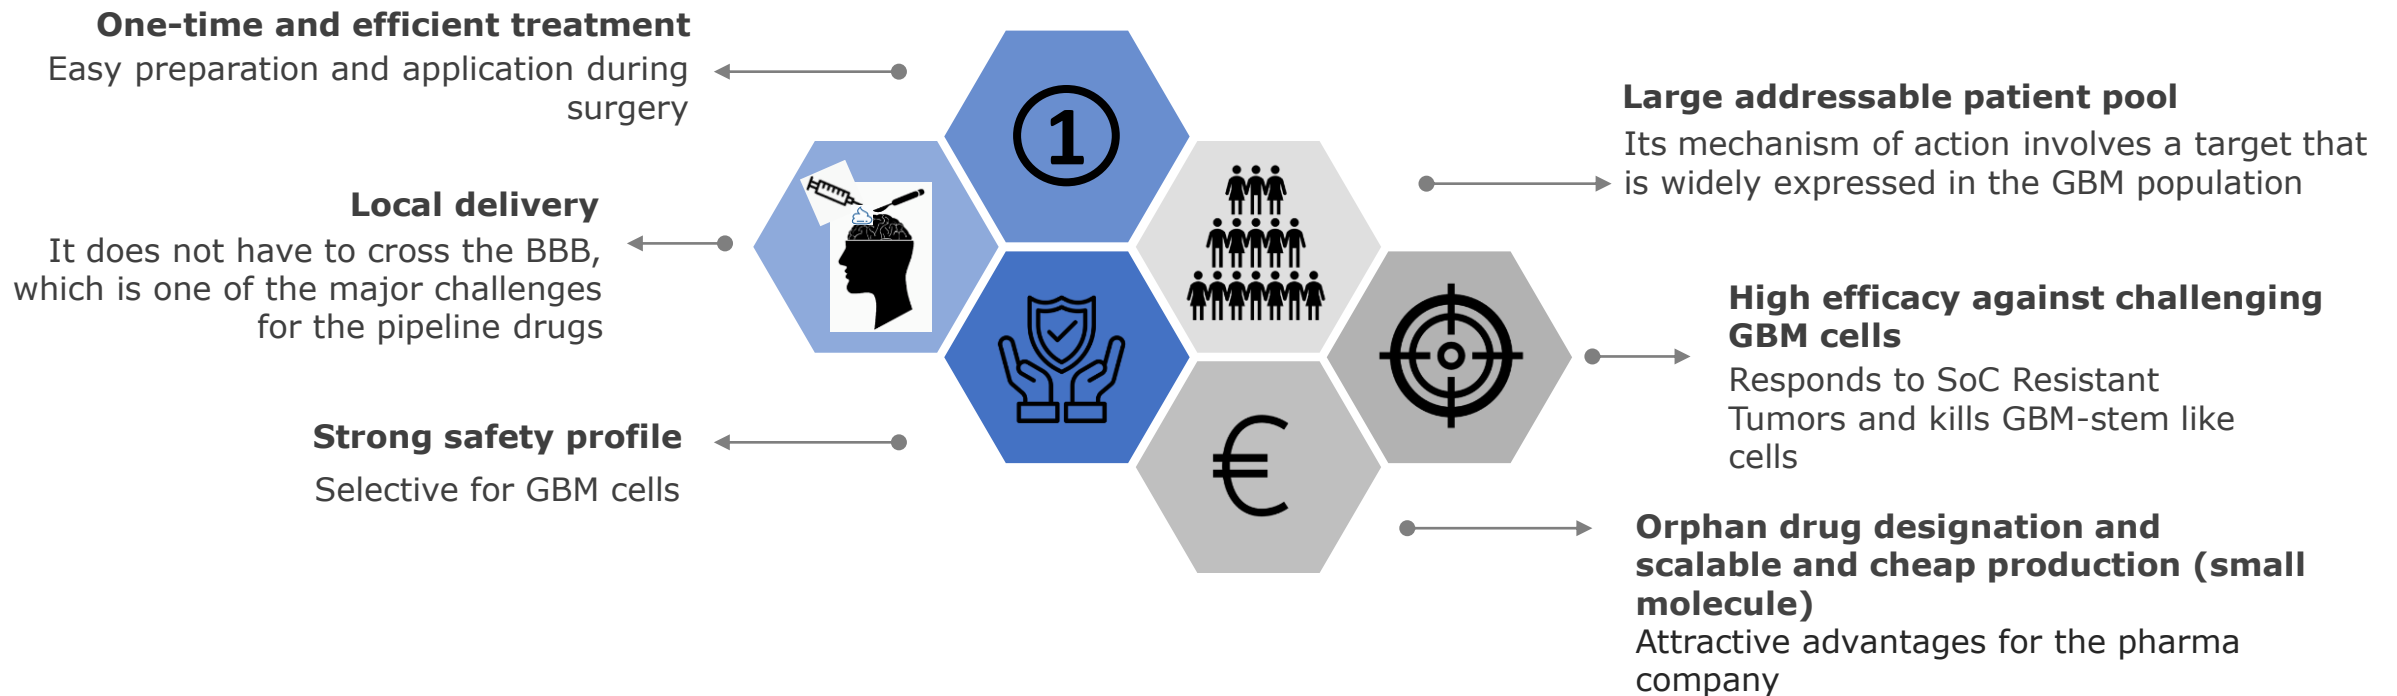 One-time and efficient treatment
Easy preparation and application during
surgery
Local delivery
It does not have to cross the BBB,
which is one of the major challenges
for the pipeline drugs
Strong safety profile
Selective for GBM cells
1
€
Large addressable patient pool
Its mechanism of action involves a target that
is widely expressed in the GBM population
High efficacy against challenging
GBM cells
Responds to SoC Resistant
Tumors and kills GBM-stem like
cells
Orphan drug designation and
scalable and cheap production (small
molecule)
Attractive advantages for the pharma
company